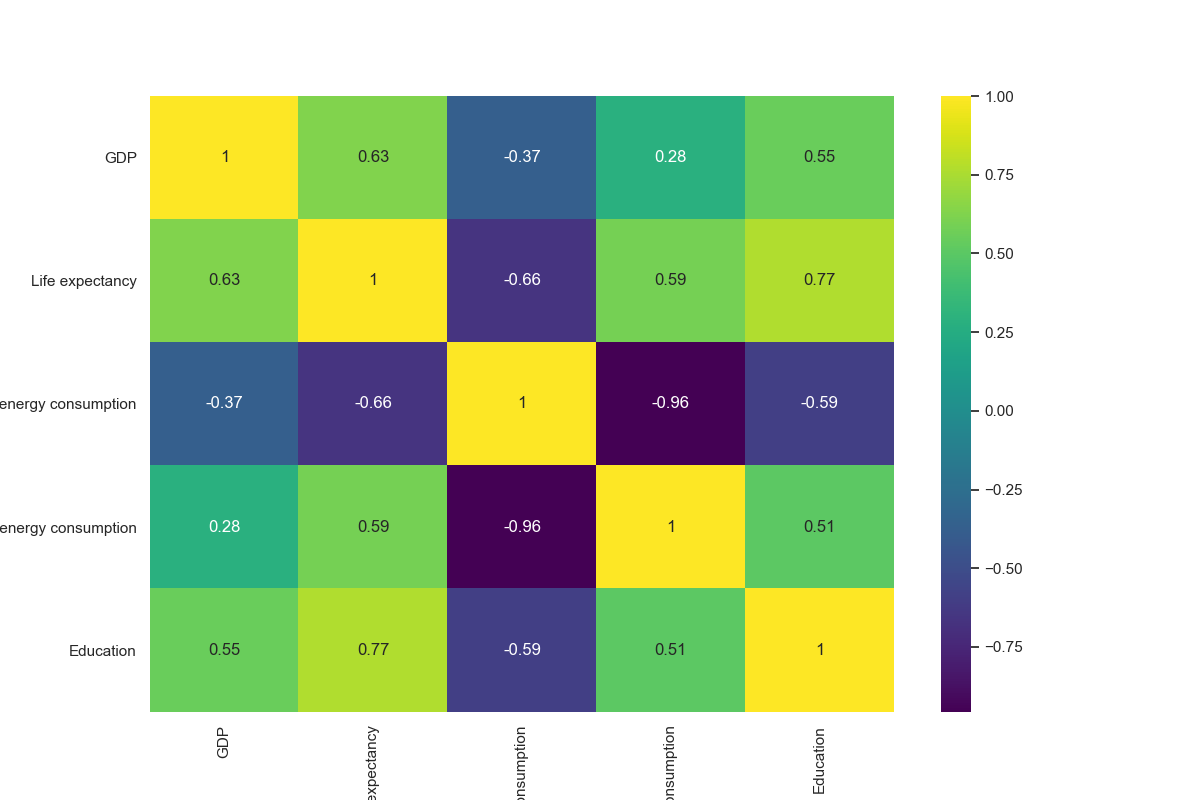 GDP 1 0.63 -0.37 0.28 0.55
Life expectancy 0.63 1 -0.66 0.59 0.77
energy consumption -0.37 -0.66 1 -0.96 -0.59
energy consumption 0.28 0.59 -0.96 1 0.51
Education 0.55 0.77 -0.59 0.51 1
GDP
expectancy
onsumption
onsumption
Education
1.00
0.75
0.50
0.25
0.00
−0.25
−0.50
−0.75